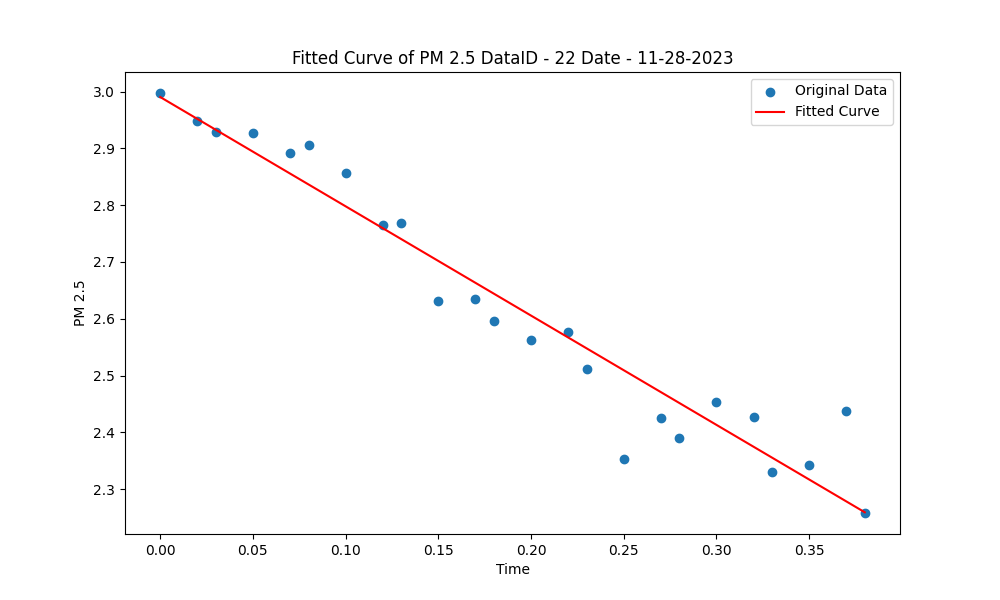 Fitted Curve of PM 2.5 DataID - 22 Date - 11-28-2023
Original Data
Fitted Curve
3.0
2.9
2.8
2.7
2.6
2.5
2.4
2.3
PM 2.5
0.00 0.05 0.10 0.15 0.20 0.25 0.30 0.35
Time